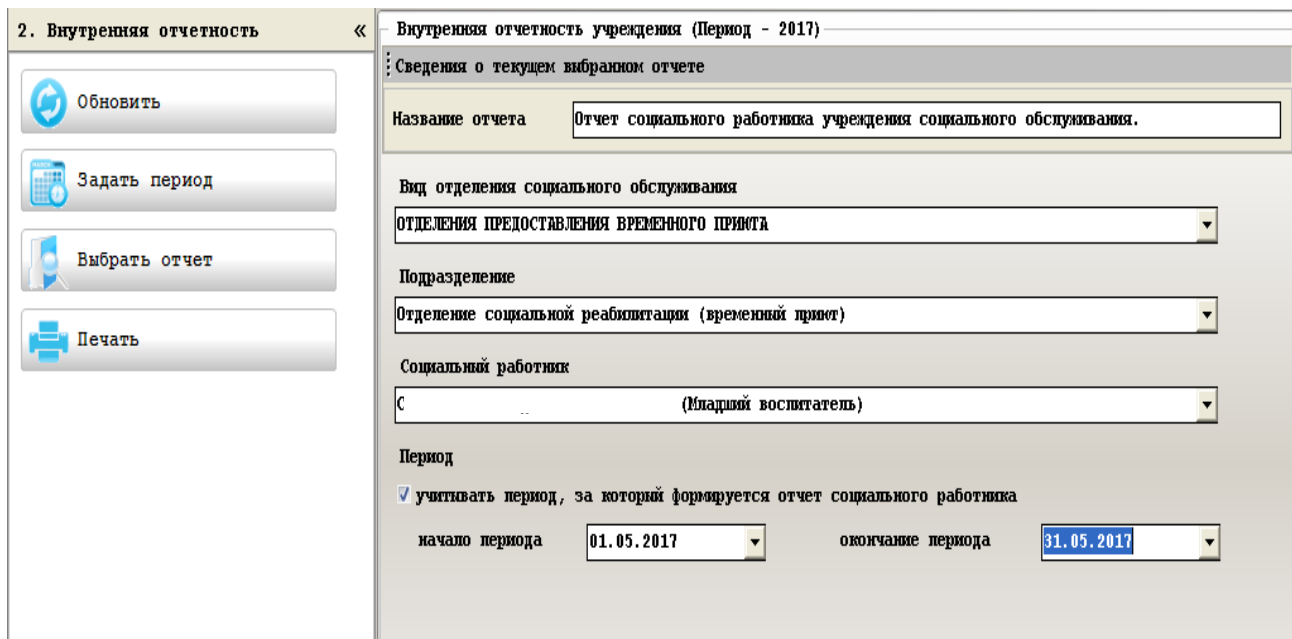 2. Внутренняя отчетность «
Обновить
Задать период
Выбрать отчет
Печать
Внутренняя отчетность учреждения (Период - 2017)
Сведения о текущем выбранном отчете
Название отчета Отчет социального работника учреждения социального обслуживания.
Вид отделения социального обслуживания
ОТДЕЛЕНИЯ ПРЕДОСТАВЛЕНИЯ ВРЕМЕННОГО ПРИЮТА
Подразделение
Отделение социальной реабилитации (временный приют)
Социальный работник
С (Младший воспитатель)
Период
учитывать период, за который формируется отчет социального работника
начало периода 01.05.2017 окончание периода 31.05.2017